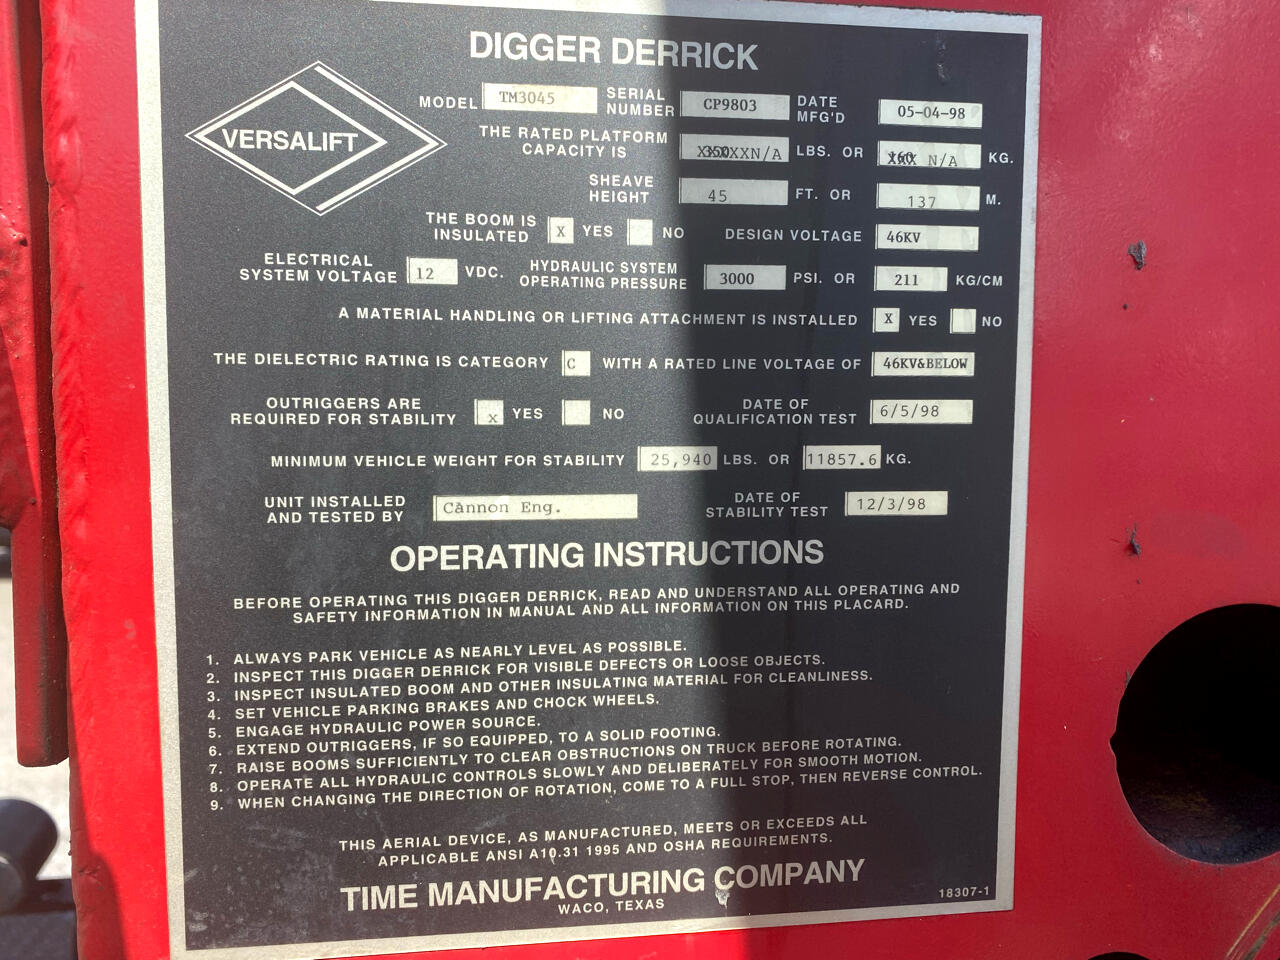 DIGGER DERRICK
VERSALIFT
MODEL TM3045 SERIAL NUMBER CP9803 DATE MFG'D 05-04-98
THE RATED PLATFORM CAPACITY IS N/A LBS. OR N/A KG.
SHEAVE HEIGHT 45 FT. OR 137 M.
THE BOOM IS INSULATED X YES NO DESIGN VOLTAGE 46KV
ELECTRICAL SYSTEM VOLTAGE 12 VDC. HYDRAULIC SYSTEM OPERATING PRESSURE 3000 PSI. OR 211 KG/CM
A MATERIAL HANDLING OR LIFTING ATTACHMENT IS INSTALLED X YES NO
THE DIELECTRIC RATING IS CATEGORY C WITH A RATED LINE VOLTAGE OF 46KV&BELOW
OUTRIGGERS ARE REQUIRED FOR STABILITY x YES NO DATE OF QUALIFICATION TEST 6/5/98
MINIMUM VEHICLE WEIGHT FOR STABILITY 25,940 LBS. OR 11857.6 KG.
UNIT INSTALLED AND TESTED BY Cannon Eng. DATE OF STABILITY TEST 12/3/98
OPERATING INSTRUCTIONS
BEFORE OPERATING THIS DIGGER DERRICK, READ AND UNDERSTAND ALL OPERATING AND
SAFETY INFORMATION IN MANUAL AND ALL INFORMATION ON THIS PLACARD.
1. ALWAYS PARK VEHICLE AS NEARLY LEVEL AS POSSIBLE.
2. INSPECT THIS DIGGER DERRICK FOR VISIBLE DEFECTS OR LOOSE OBJECTS.
3. INSPECT INSULATED BOOM AND OTHER INSULATING MATERIAL FOR CLEANLINESS.
4. SET VEHICLE PARKING BRAKES AND CHOCK WHEELS.
5. ENGAGE HYDRAULIC POWER SOURCE.
6. EXTEND OUTRIGGERS, IF SO EQUIPPED, TO A SOLID FOOTING.
7. RAISE BOOMS SUFFICIENTLY TO CLEAR OBSTRUCTIONS ON TRUCK BEFORE ROTATING.
8. OPERATE ALL HYDRAULIC CONTROLS SLOWLY AND DELIBERATELY FOR SMOOTH MOTION.
9. WHEN CHANGING THE DIRECTION OF ROTATION, COME TO A FULL STOP, THEN REVERSE CONTROL.
THIS AERIAL DEVICE, AS MANUFACTURED, MEETS OR EXCEEDS ALL
APPLICABLE ANSI A10.31 1995 AND OSHA REQUIREMENTS.
TIME MANUFACTURING COMPANY
WACO, TEXAS
18307-1